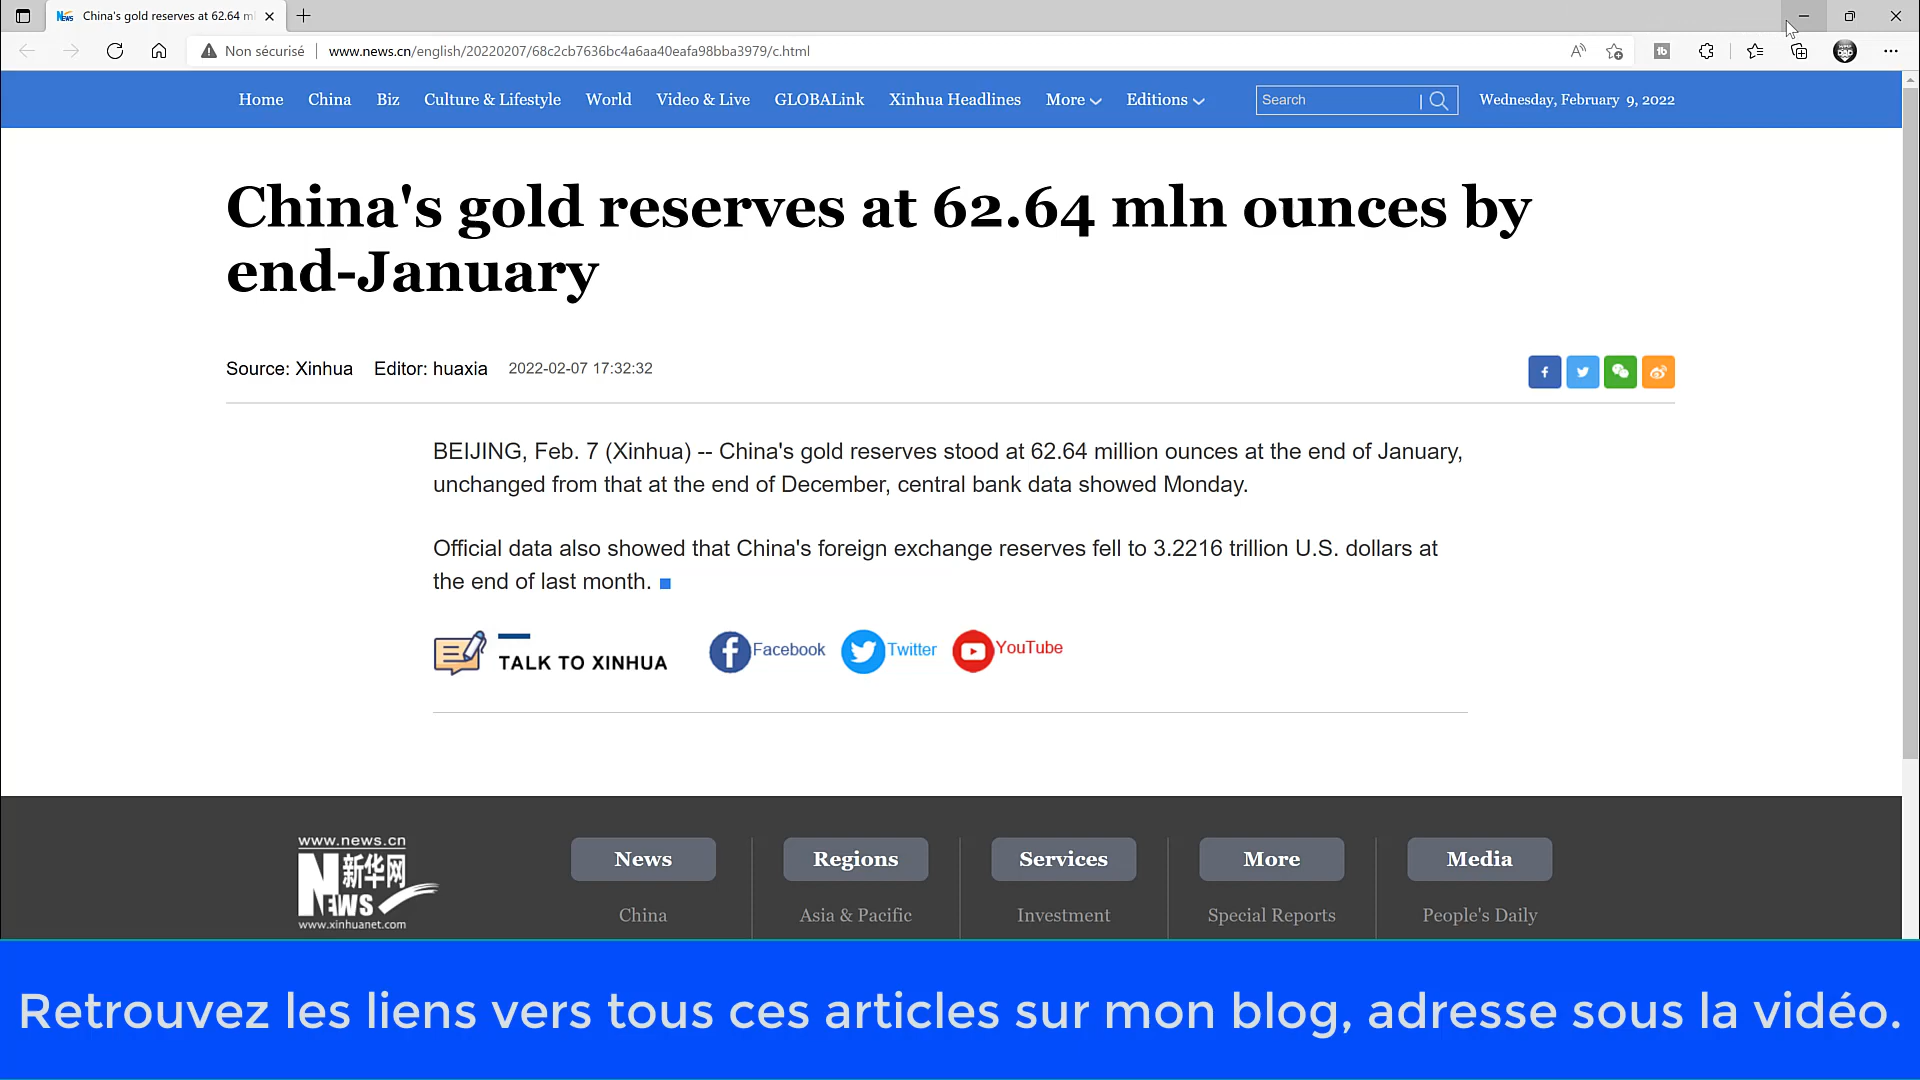 China's gold reserves at 62.64 ml
Non sécurisé
www.news.cn/english/20220207/68c2cb7636bc4a6aa40eafa98bba3979/c.html
Home China Biz Culture & Lifestyle World Video & Live GLOBALink Xinhua Headlines More Editions Search Wednesday, February 9, 2022
China's gold reserves at 62.64 mln ounces by
end-January
Source: Xinhua Editor: huaxia 2022-02-07 17:32:32
BEIJING, Feb. 7 (Xinhua) -- China's gold reserves stood at 62.64 million ounces at the end of January,
unchanged from that at the end of December, central bank data showed Monday.
Official data also showed that China's foreign exchange reserves fell to 3.2216 trillion U.S. dollars at
the end of last month.
TALK TO XINHUA Facebook Twitter YouTube
www.news.cn
新华网
NEWS
www.xinhuanet.com
News Regions Services More Media
China Asia & Pacific Investment Special Reports People's Daily
Retrouvez les liens vers tous ces articles sur mon blog, adresse sous la vidéo.